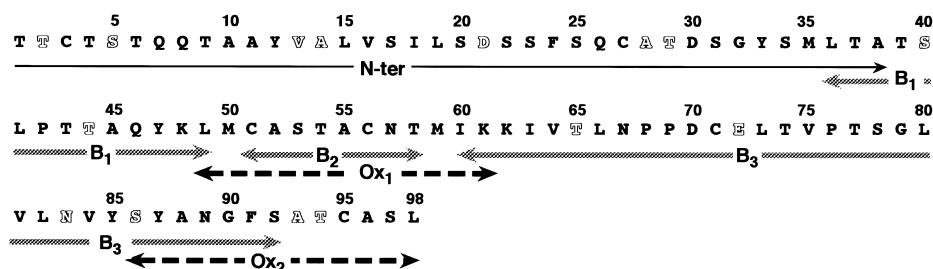 5 10 15 20 25 30 35 40
T T C T S T Q Q T A A Y V A L V S I L S D S S F S Q C A T D S G Y S M L T A T S
N-ter
B1
45 50 55 60 65 70 75 80
L P T T A Q Y K L M C A S T A C N T M I K K I V T L N P P D C E L T V P T S G L
B1 B2 B3
Ox1
85 90 95 98
V L N V Y S Y A N G F S A T C A S L
B3
Ox2